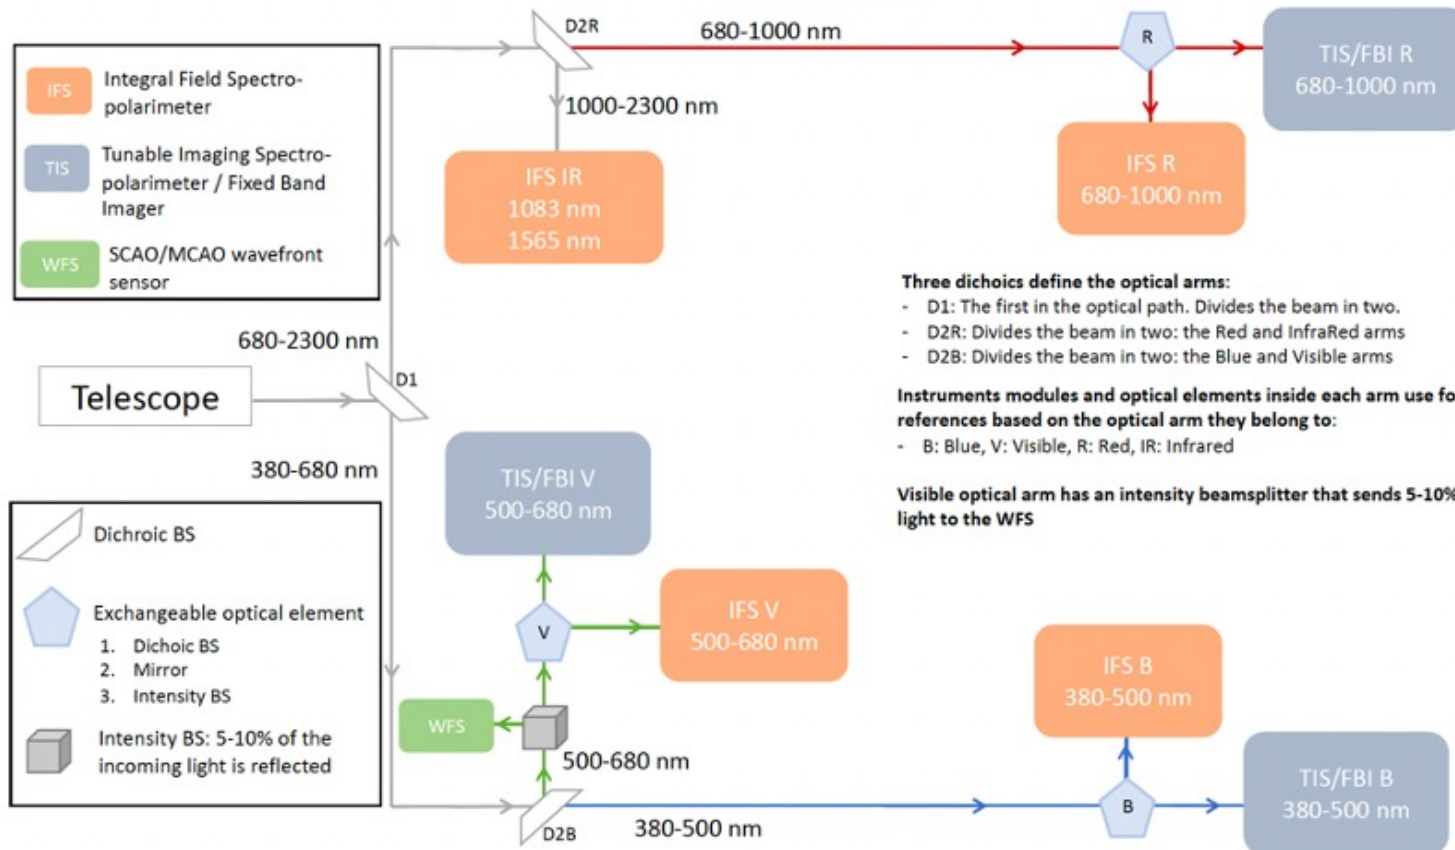 D2R
680-1000 nm
R
TIS/FBI R
680-1000 nm
1000-2300 nm
IFS
Integral Field Spectro-
polarimeter
TIS
Tunable Imaging Spectro-
polarimeter / Fixed Band
Imager
WFS
SCAO/MCAO wavefront
sensor
IFS IR
1083 nm
1565 nm
IFS R
680-1000 nm
Three dichoics define the optical arms:
- D1: The first in the optical path. Divides the beam in two.
- D2R: Divides the beam in two: the Red and InfraRed arms
- D2B: Divides the beam in two: the Blue and Visible arms
680-2300 nm
Telescope
D1
380-680 nm
Instruments modules and optical elements inside each arm use fo
references based on the optical arm they belong to:
- B: Blue, V: Visible, R: Red, IR: Infrared
Visible optical arm has an intensity beamsplitter that sends 5-10%
light to the WFS
TIS/FBI V
500-680 nm
Dichroic BS
Exchangeable optical element
1. Dichoic BS
2. Mirror
3. Intensity BS
Intensity BS: 5-10% of the
incoming light is reflected
V
IFS V
500-680 nm
WFS
500-680 nm
D2B
380-500 nm
IFS B
380-500 nm
B
TIS/FBI B
380-500 nm